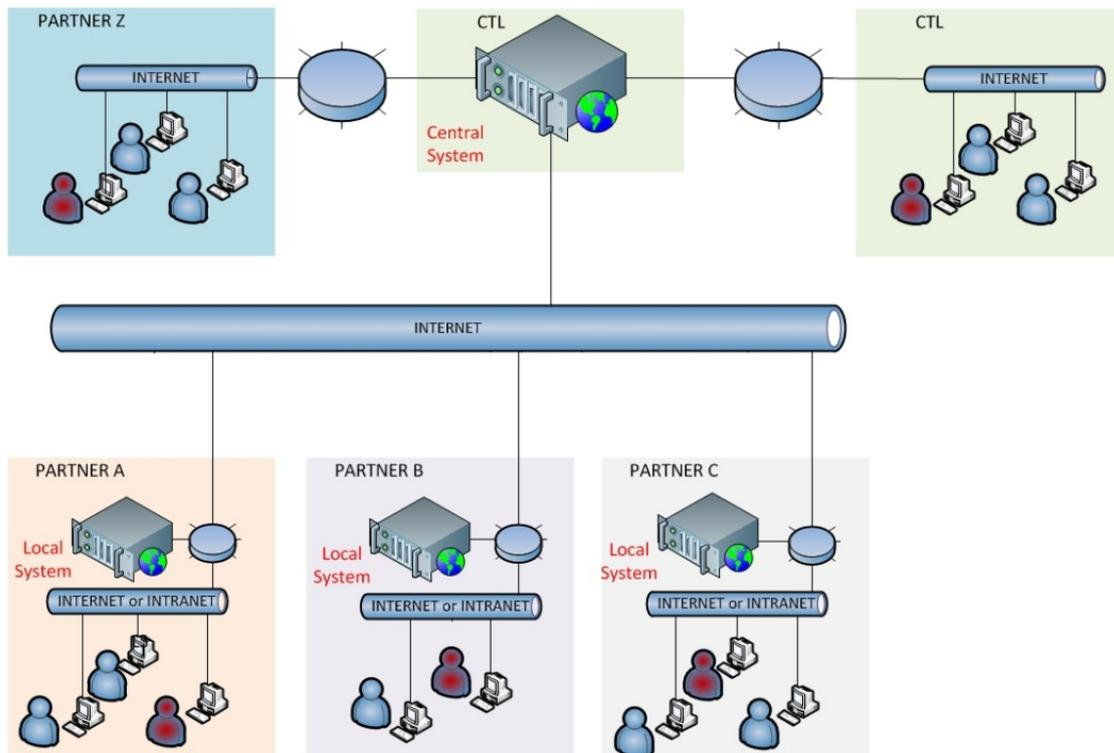 PARTNER Z
CTL
CTL
INTERNET
INTERNET
Central
System
INTERNET
PARTNER A
PARTNER B
PARTNER C
Local
System
Local
System
Local
System
INTERNET or INTRANET
INTERNET or INTRANET
INTERNET or INTRANET